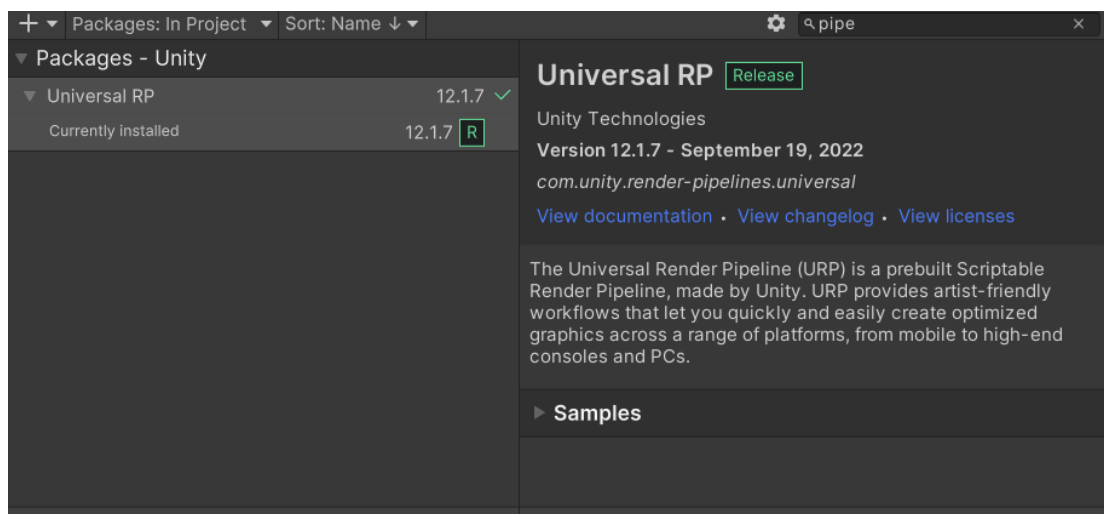 Packages: In Project
Sort: Name ↓
pipe
Packages - Unity
Universal RP 12.1.7
Currently installed 12.1.7 R
Universal RP Release
Unity Technologies
Version 12.1.7 - September 19, 2022
com.unity.render-pipelines.universal
View documentation • View changelog • View licenses
The Universal Render Pipeline (URP) is a prebuilt Scriptable
Render Pipeline, made by Unity. URP provides artist-friendly
workflows that let you quickly and easily create optimized
graphics across a range of platforms, from mobile to high-end
consoles and PCs.
Samples